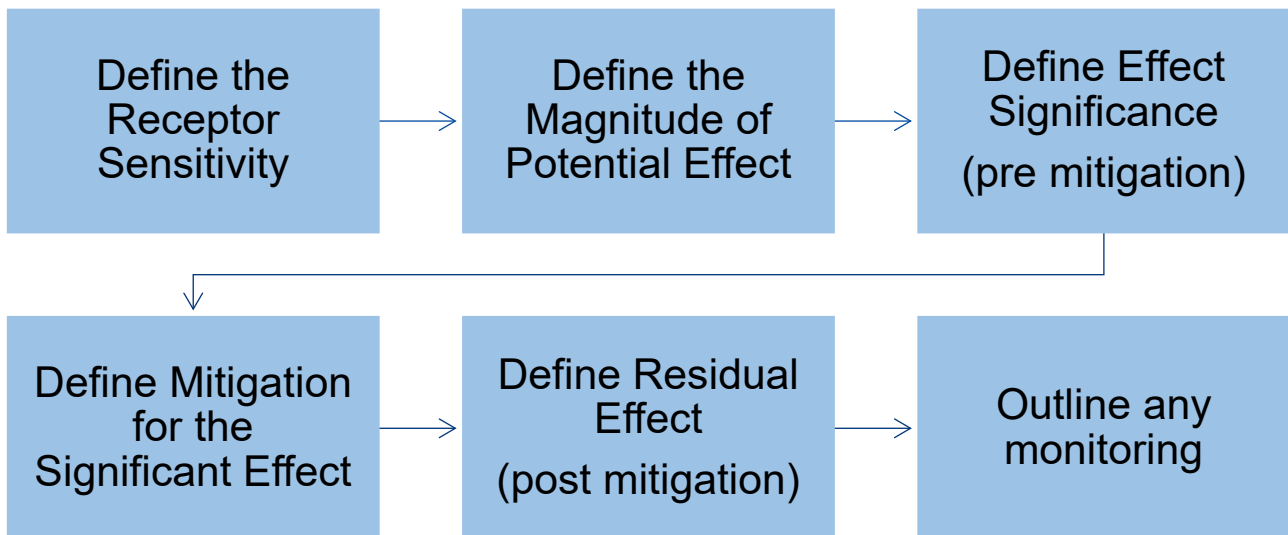 Define the
Receptor
Sensitivity
Define the
Magnitude of
Potential Effect
Define Effect
Significance
(pre mitigation)
Define Mitigation
for the
Significant Effect
Define Residual
Effect
(post mitigation)
Outline any
monitoring